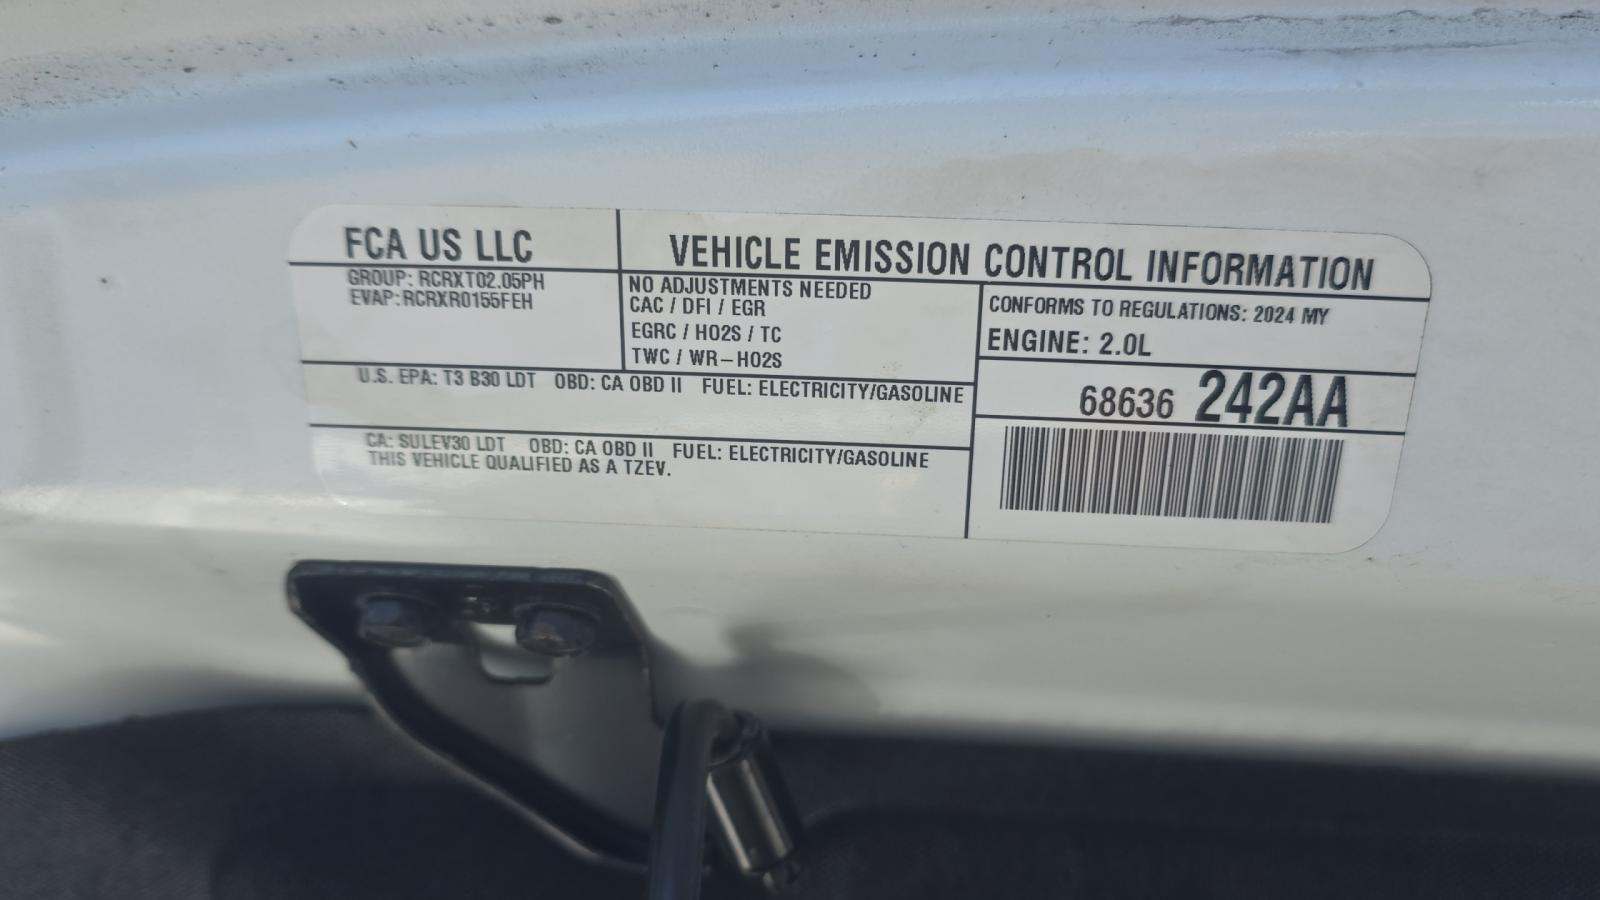 FCA US LLC
VEHICLE EMISSION CONTROL INFORMATION
GROUP: RCRXT02.05PH
EVAP: RCRXR0155FEH
NO ADJUSTMENTS NEEDED
CAC / DFI / EGR
EGRC / HO2S / TC
TWC / WR-HO2S
CONFORMS TO REGULATIONS: 2024 MY
ENGINE: 2.0L
U.S. EPA: T3 B30 LDT OBD: CA OBD II FUEL: ELECTRICITY/GASOLINE
68636 242AA
CA: SULEV30 LDT OBD: CA OBD II FUEL: ELECTRICITY/GASOLINE
THIS VEHICLE QUALIFIED AS A TZEV.